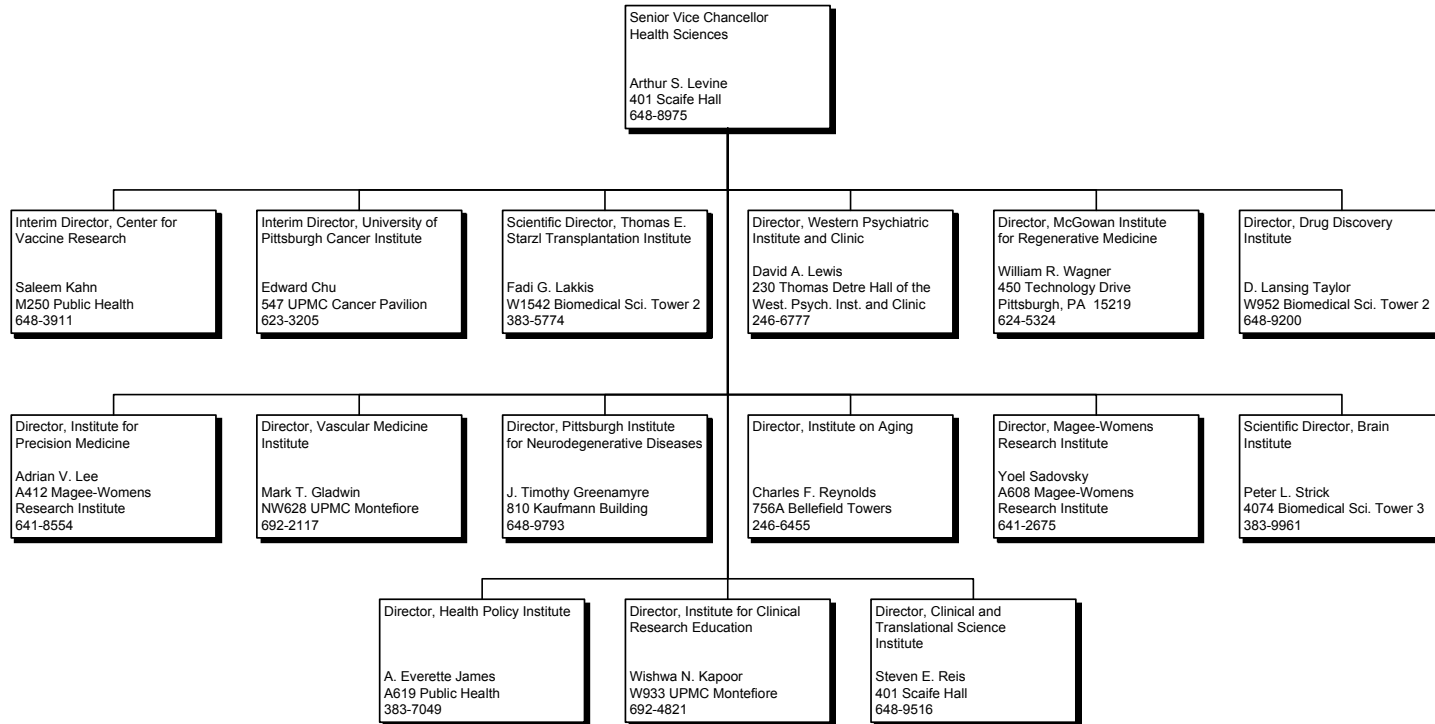 Senior Vice Chancellor
Health Sciences
Arthur S. Levine
401 Scaife Hall
648-8975
Interim Director, Center for
Vaccine Research
Saleem Kahn
M250 Public Health
648-3911
Interim Director, University of
Pittsburgh Cancer Institute
Edward Chu
547 UPMC Cancer Pavilion
623-3205
Scientific Director, Thomas E.
Starzl Transplantation Institute
Fadi G. Lakkis
W1542 Biomedical Sci. Tower 2
383-5774
Director, Western Psychiatric
Institute and Clinic
David A. Lewis
230 Thomas Detre Hall of the
West. Psych. Inst. and Clinic
246-6777
Director, McGowan Institute
for Regenerative Medicine
William R. Wagner
450 Technology Drive
Pittsburgh, PA  15219
624-5324
Director, Drug Discovery
Institute
D. Lansing Taylor
W952 Biomedical Sci. Tower 2
648-9200
Director, Institute for
Precision Medicine
Adrian V. Lee
A412 Magee-Womens
Research Institute
641-8554
Director, Vascular Medicine
Institute
Mark T. Gladwin
NW628 UPMC Montefiore
692-2117
Director, Pittsburgh Institute
for Neurodegenerative Diseases
J. Timothy Greenamyre
810 Kaufmann Building
648-9793
Director, Institute on Aging
Charles F. Reynolds
756A Bellefield Towers
246-6455
Director, Magee-Womens
Research Institute
Yoel Sadovsky
A608 Magee-Womens
Research Institute
641-2675
Scientific Director, Brain
Institute
Peter L. Strick
4074 Biomedical Sci. Tower 3
383-9961
Director, Health Policy Institute
A. Everette James
A619 Public Health
383-7049
Director, Institute for Clinical
Research Education
Wishwa N. Kapoor
W933 UPMC Montefiore
692-4821
Director, Clinical and
Translational Science
Institute
Steven E. Reis
401 Scaife Hall
648-9516